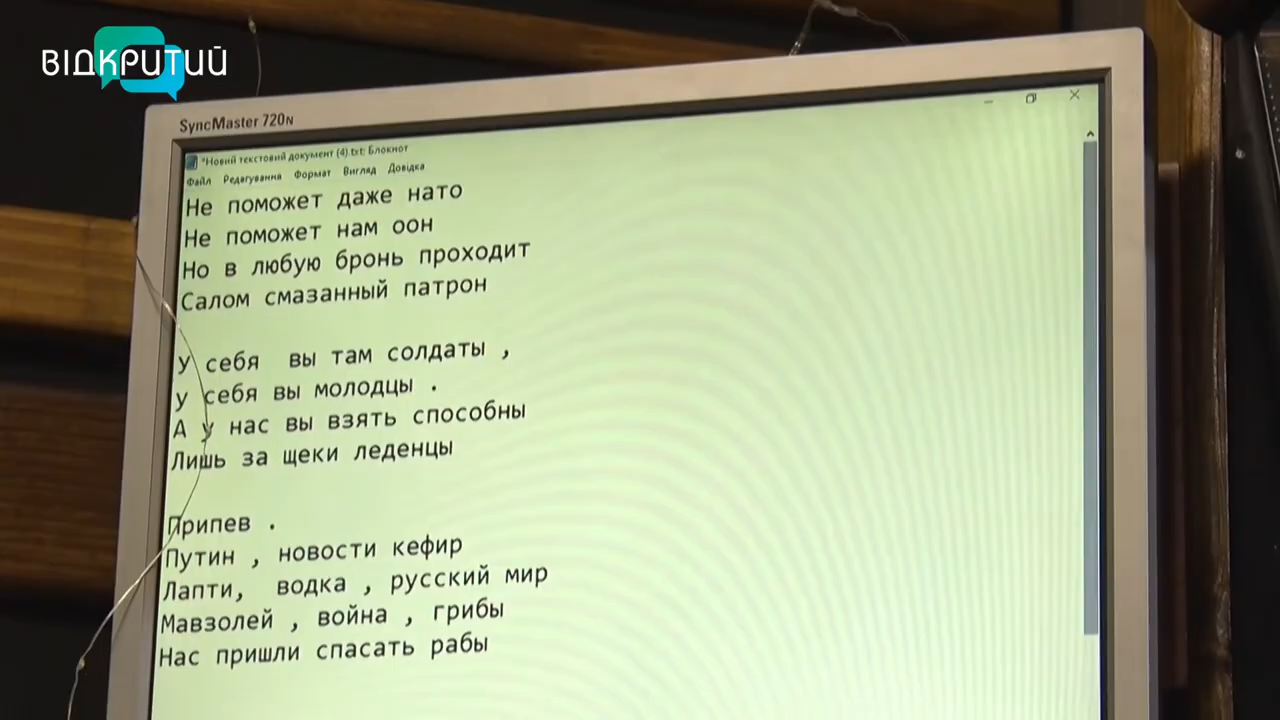 ВІДКРИТИЙ
SyncMaster 720N
*Новий текстовий документ (4).txt: Блокнот
Файл Редагування Формат Вигляд Довідка
Не поможет даже нато
Не поможет нам оон
Но в любую бронь проходит
Салом смазанный патрон
У себя вы там солдаты ,
у себя вы молодцы .
А у нас вы взять способны
Лишь за щеки леденцы
Припев .
Путин , новости кефир
Лапти, водка , русский мир
Мавзолей , война , грибы
Нас пришли спасать рабы